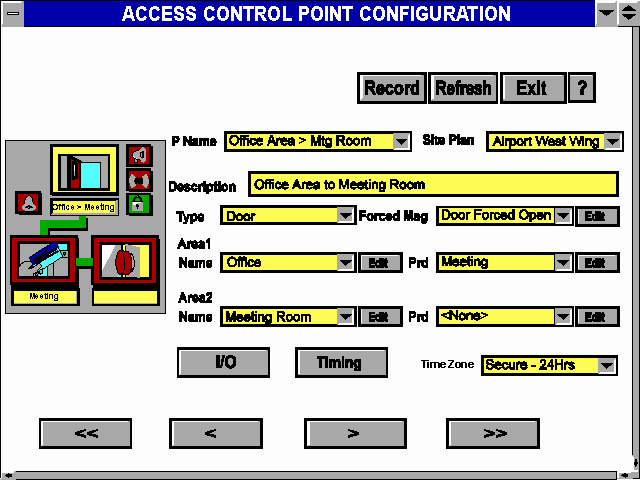 ACCESS CONTROL POINT CONFIGURATION
Record Refresh Exit ?
P Name Office Area > Mtg Room Site Plan Airport West Wing
Description Office Area to Meeting Room
Office > Meeting
Type Door Forced Msg Door Forced Open Edit
Area1
Name Office Edit Prd Meeting Edit
Meeting
Area2
Name Meeting Room Edit Prd <None> Edit
I/O Timing TimeZone Secure - 24Hrs
<< < > >>